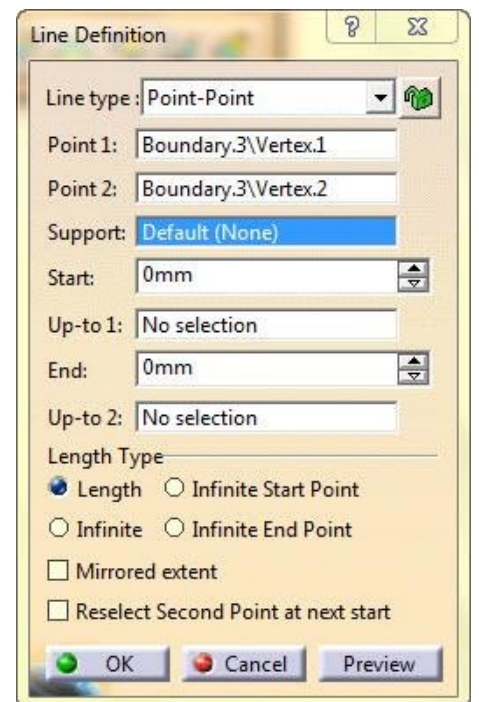 Line Definition ?
Line type : Point-Point
Point 1: Boundary.3\Vertex.1
Point 2: Boundary.3\Vertex.2
Support: Default (None)
Start: 0mm
Up-to 1: No selection
End: 0mm
Up-to 2: No selection
Length Type
Length Infinite Start Point
Infinite Infinite End Point
Mirrored extent
Reselect Second Point at next start
OK Cancel Preview